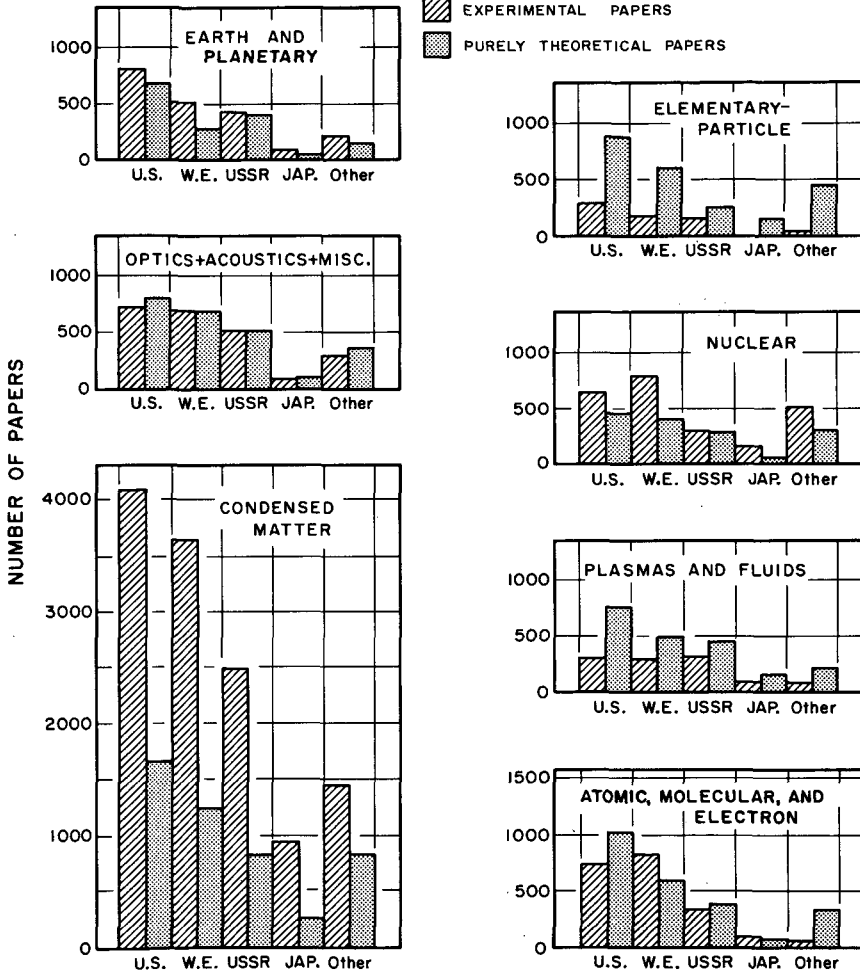 EXPERIMENTAL PAPERS
PURELY THEORETICAL PAPERS
NUMBER OF PAPERS
EARTH AND
PLANETARY
1000
500
0
U.S. W.E. USSR JAP. Other
OPTICS+ACOUSTICS+MISC.
1000
500
0
U.S. W.E. USSR JAP. Other
CONDENSED
MATTER
4000
3000
2000
1000
0
U.S. W.E. USSR JAP. Other
ELEMENTARY-
PARTICLE
1000
500
0
U.S. W.E. USSR JAP. Other
NUCLEAR
1000
500
0
U.S. W.E. USSR JAP. Other
PLASMAS AND FLUIDS
1000
500
0
U.S. W.E. USSR JAP. Other
1500
ATOMIC, MOLECULAR, AND
ELECTRON
1000
500
0
U.S. W.E. USSR JAP. Other